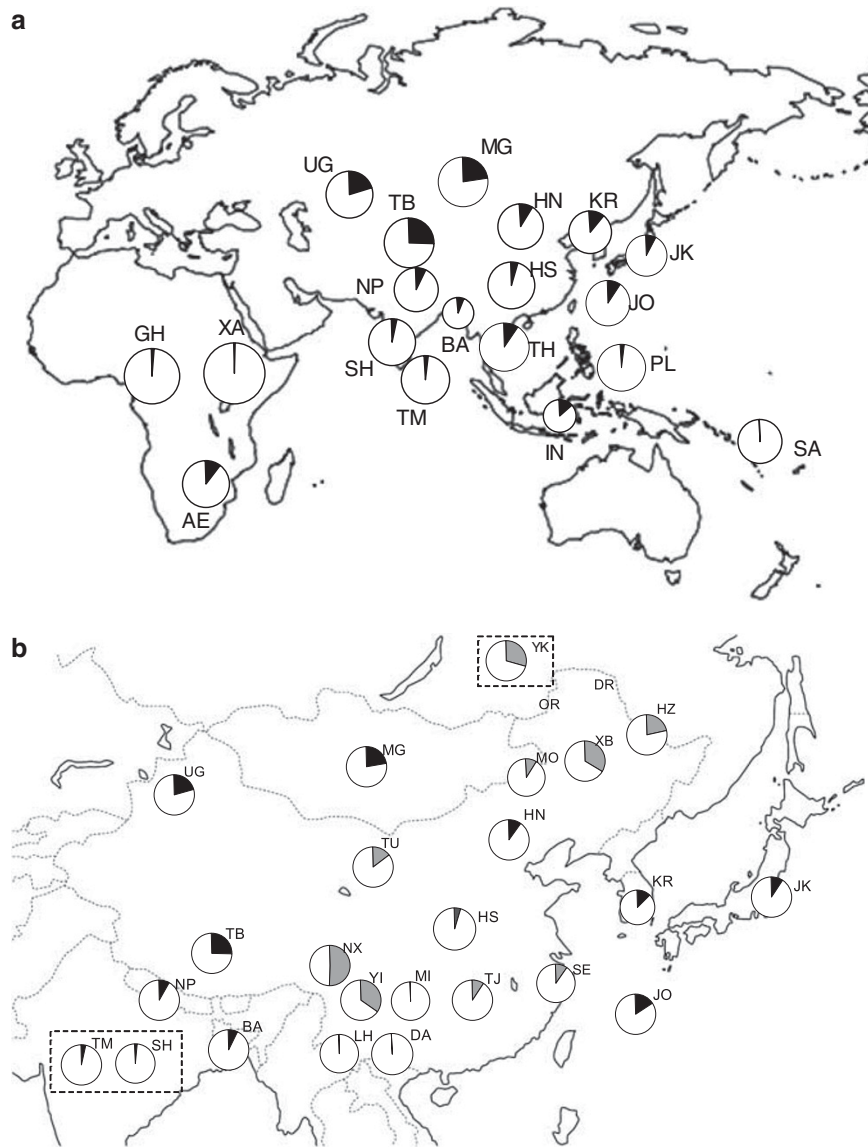 a
MG
UG
TB
HN
KR
JK
NP
HS
JO
GH
XA
BA
SH
TH
PL
TM
IN
SA
AE
b
YK
DR
OR
HZ
XB
MG
MO
UG
HN
TU
KR
JK
HS
TB
NX
NP
YI
MI
TJ
SE
JO
BA
LH
DA
TM
SH